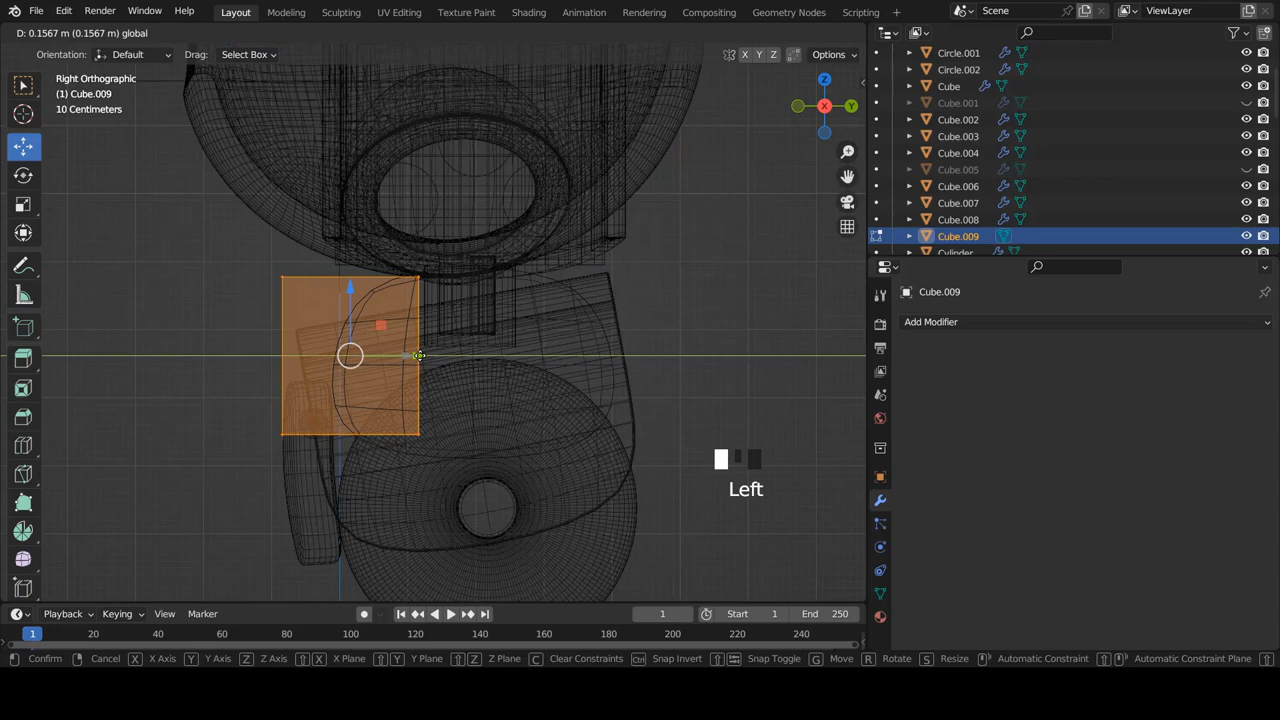 File Edit Render Window Help Layout Modeling Sculpting UV Editing Texture Paint Shading Animation Rendering Compositing Geometry Nodes Scripting Scene ViewLayer
D: 0.1567 m (0.1567 m) global
Orientation: Default Drag: Select Box X Y Z Options
Right Orthographic
(1) Cube.009
10 Centimeters
Z
X
Y
Circle.001
Circle.002
Cube
Cube.001
Cube.002
Cube.003
Cube.004
Cube.005
Cube.006
Cube.007
Cube.008
Cube.009
Cylinder
Cube.009
Add Modifier
Left
Playback Keying View Marker 1 Start 1 End 250
1 20 40 60 80 100 120 140 160 180 200 220 240
Confirm Cancel X X Axis Y Y Axis Z Z Axis X X Plane Y Y Plane Z Z Plane C Clear Constraints Ctrl Snap Invert Snap Toggle G Move R Rotate S Resize Automatic Constraint Automatic Constraint Plane